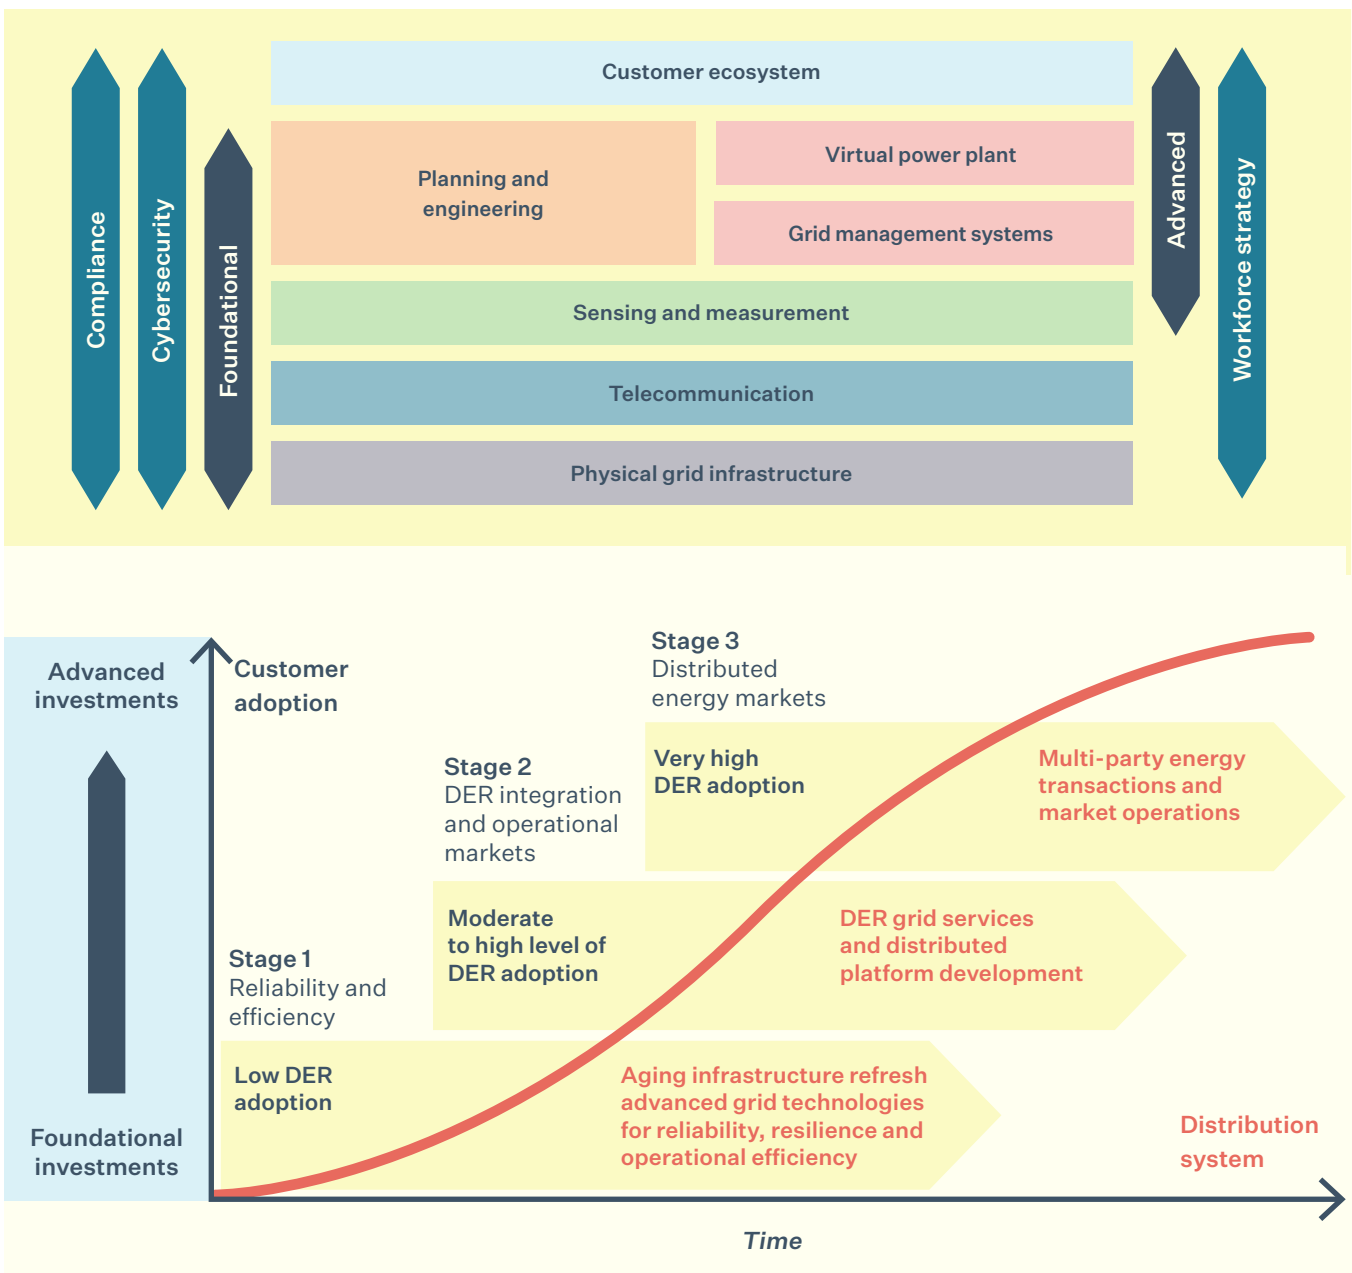 Compliance
Cybersecurity
Foundational
Customer ecosystem
Planning and
engineering
Virtual power plant
Grid management systems
Sensing and measurement
Telecommunication
Physical grid infrastructure
Advanced
Workforce strategy
Advanced
investments
Foundational
investments
Customer
adoption
Stage 3
Distributed
energy markets
Very high
DER adoption
Multi-party energy
transactions and
market operations
Stage 2
DER integration
and operational
markets
Moderate
to high level of
DER adoption
DER grid services
and distributed
platform development
Stage 1
Reliability and
efficiency
Low DER
adoption
Aging infrastructure refresh
advanced grid technologies
for reliability, resilience and
operational efficiency
Distribution
system
Time